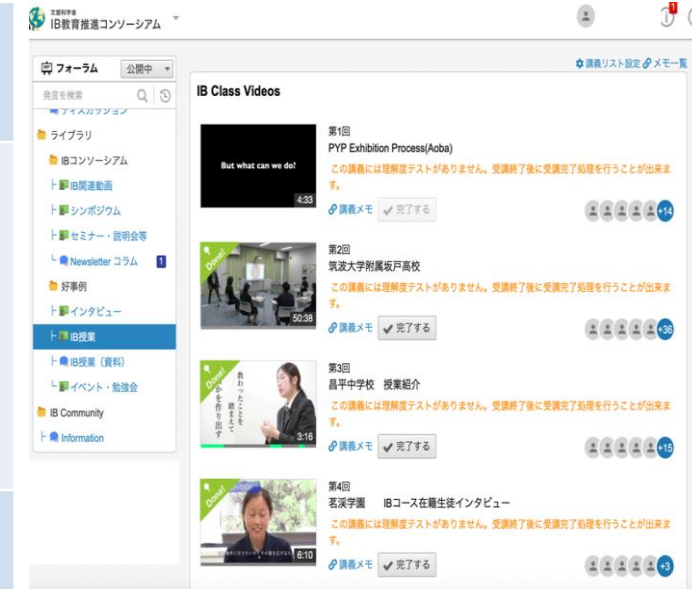 文部科学省
IB教育推進コンソーシアム
1
フォーラム
公開中
発言を検索
ディスカッション
ライブラリ
IBコンソーシアム
IB関連動画
シンポジウム
セミナー・説明会等
Newsletter コラム 1
好事例
インタビュー
IB授業
IB授業（資料）
イベント・勉強会
IB Community
Information
講義リスト設定 メモ一覧
IB Class Videos
But what can we do?
4:33
第1回
PYP Exhibition Process(Aoba)
この講義には理解度テストがありません。受講終了後に受講完了処理を行うことが出来ま
す。
講義メモ 完了する
+14
Done!
50:38
第2回
筑波大学附属坂戸高校
この講義には理解度テストがありません。受講終了後に受講完了処理を行うことが出来ま
す。
講義メモ 完了する
+36
Done!
教わったことを
踏まえて
かを作り出す
3:16
第3回
昌平中学校 授業紹介
この講義には理解度テストがありません。受講終了後に受講完了処理を行うことが出来ま
す。
講義メモ 完了する
+15
Done!
6:10
第4回
茗溪学園 IBコース在籍生徒インタビュー
この講義には理解度テストがありません。受講終了後に受講完了処理を行うことが出来ま
す。
講義メモ 完了する
+3